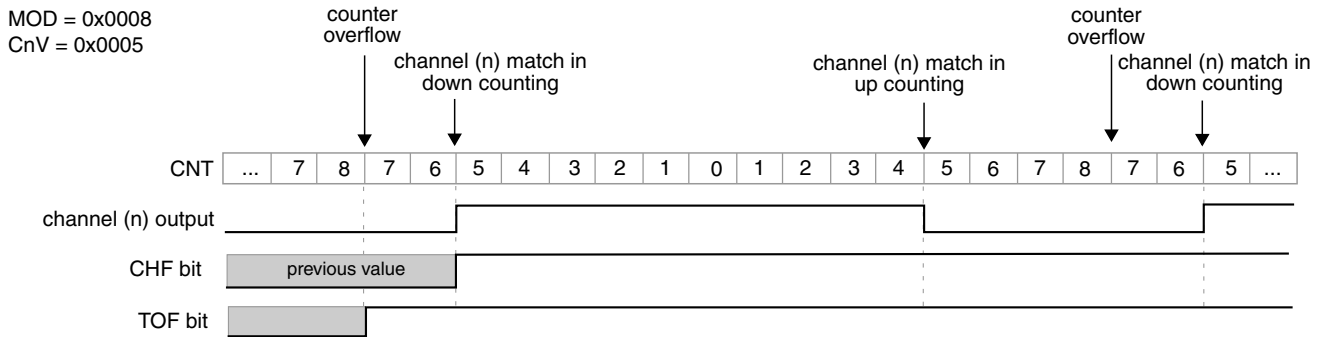 MOD = 0x0008
CnV = 0x0005
counter
overflow
channel (n) match in
down counting
channel (n) match in
up counting
counter
overflow
channel (n) match in
down counting
CNT ... 7 8 7 6 5 4 3 2 1 0 1 2 3 4 5 6 7 8 7 6 5 ...
channel (n) output
CHF bit previous value
TOF bit